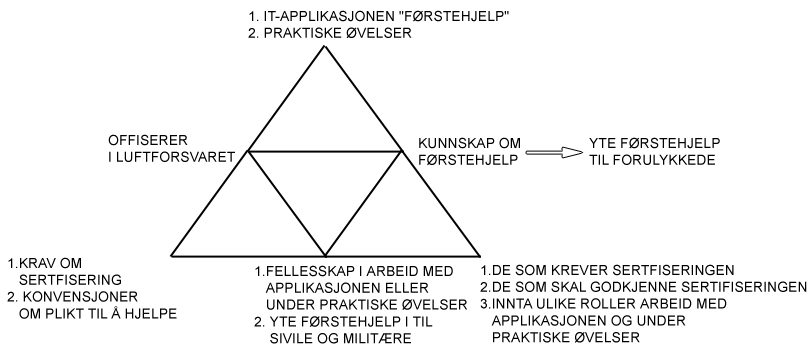 1. IT-APPLIKASJONEN "FØRSTEHJELP"
2. PRAKTISKE ØVELSER
OFFISERER
I LUFTFORSVARET
KUNNSKAP OM
FØRSTEHJELP
YTE FØRSTEHJELP
TIL FORULYKKEDE
1.KRAV OM
SERTFISERING
2. KONVENSJONER
OM PLIKT TIL Å HJELPE
1.FELLESSKAP I ARBEID MED
APPLIKASJONEN ELLER
UNDER PRAKTISKE ØVELSER
2. YTE FØRSTEHJELP I TIL
SIVILE OG MILITÆRE
1.DE SOM KREVER SERTFISERINGEN
2.DE SOM SKAL GODKJENNE SERTIFISERINGEN
3.INNTA ULIKE ROLLER ARBEID MED
APPLIKASJONEN OG UNDER
PRAKTISKE ØVELSER